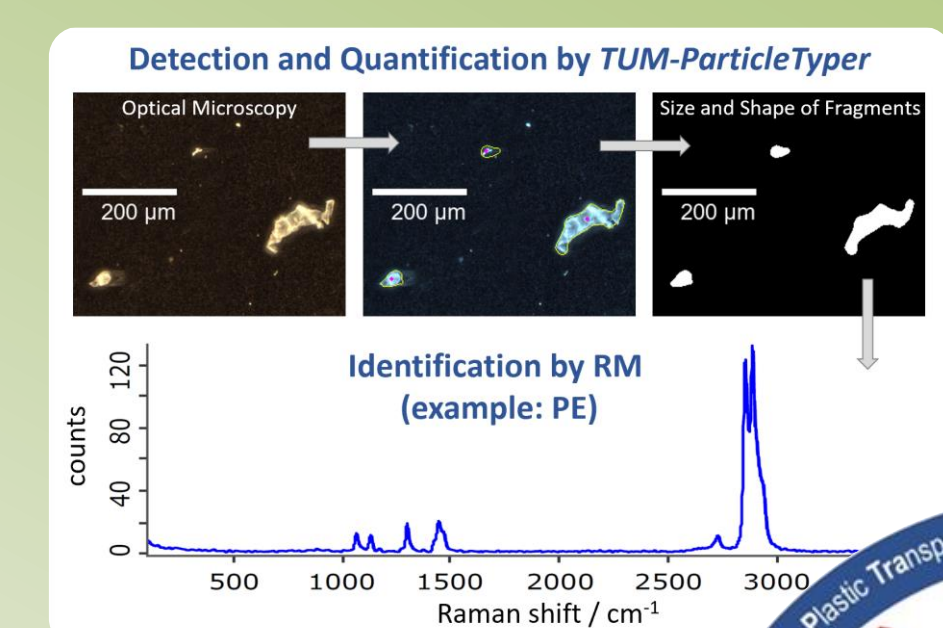 Detection and Quantification by TUM-ParticleTyper
Optical Microscopy
Size and Shape of Fragments
200 µm
200 µm
200 µm
Identification by RM
(example: PE)
counts
120
80
40
0
500 1000 1500 2000 2500 3000
Raman shift / cm-1
Plastic